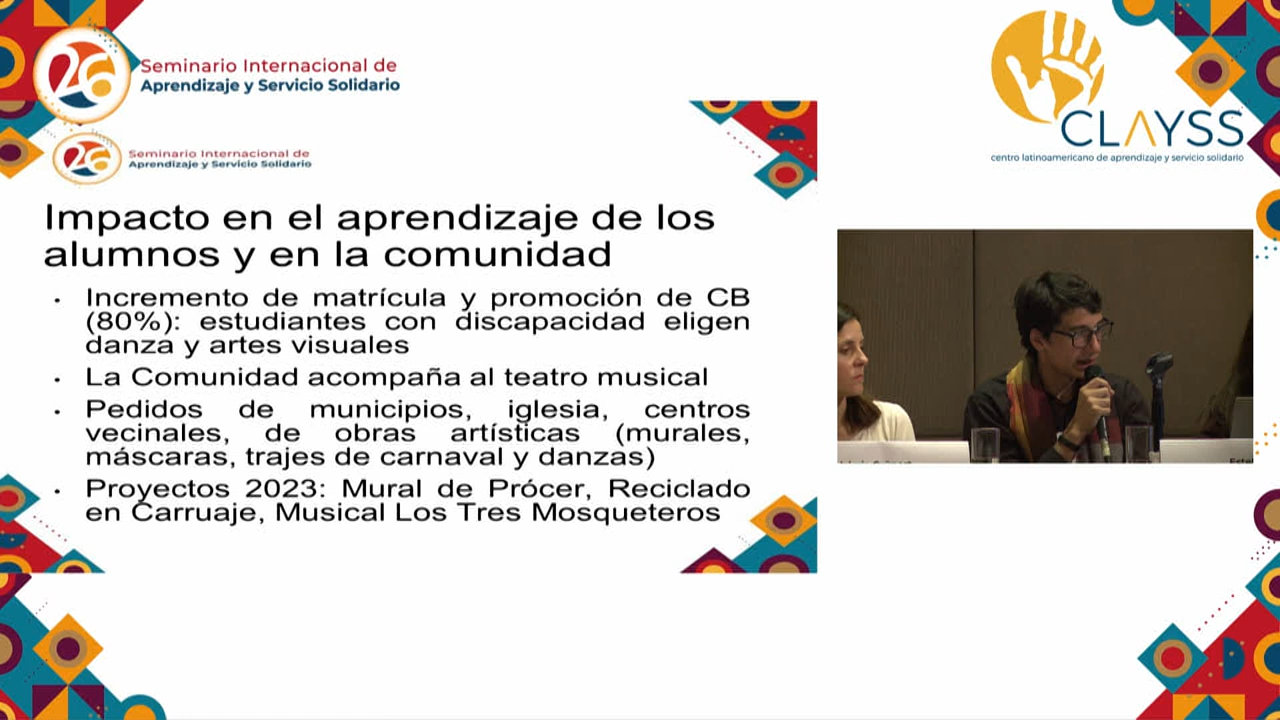 26
Seminario Internacional de
Aprendizaje y Servicio Solidario
CLAYSS
centro latinoamericano de aprendizaje y servicio solidario
26
Seminario Internacional de
Aprendizaje y Servicio Solidario
Impacto en el aprendizaje de los
alumnos y en la comunidad
• Incremento de matrícula y promoción de CB
(80%): estudiantes con discapacidad eligen
danza y artes visuales
• La Comunidad acompaña al teatro musical
• Pedidos de municipios, iglesia, centros
vecinales, de obras artísticas (murales,
máscaras, trajes de carnaval y danzas)
• Proyectos 2023: Mural de Prócer, Reciclado
en Carruaje, Musical Los Tres Mosqueteros